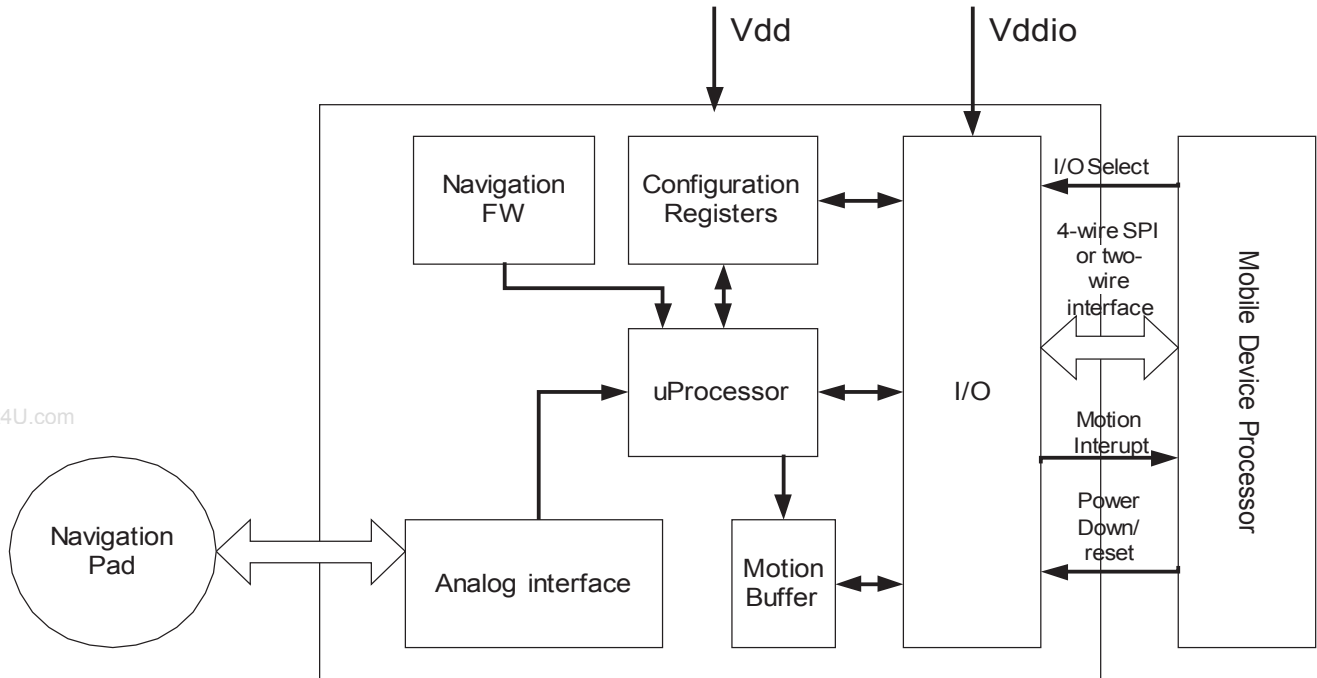 Vdd
Vddio
Navigation
FW
Configuration
Registers
I/O Select
4-wire SPI
or two-
wire
interface
Mobile Device Processor
uProcessor
I/O
4U.com
Motion
Interupt
Navigation
Pad
Analog interface
Motion
Buffer
Power
Down/
reset